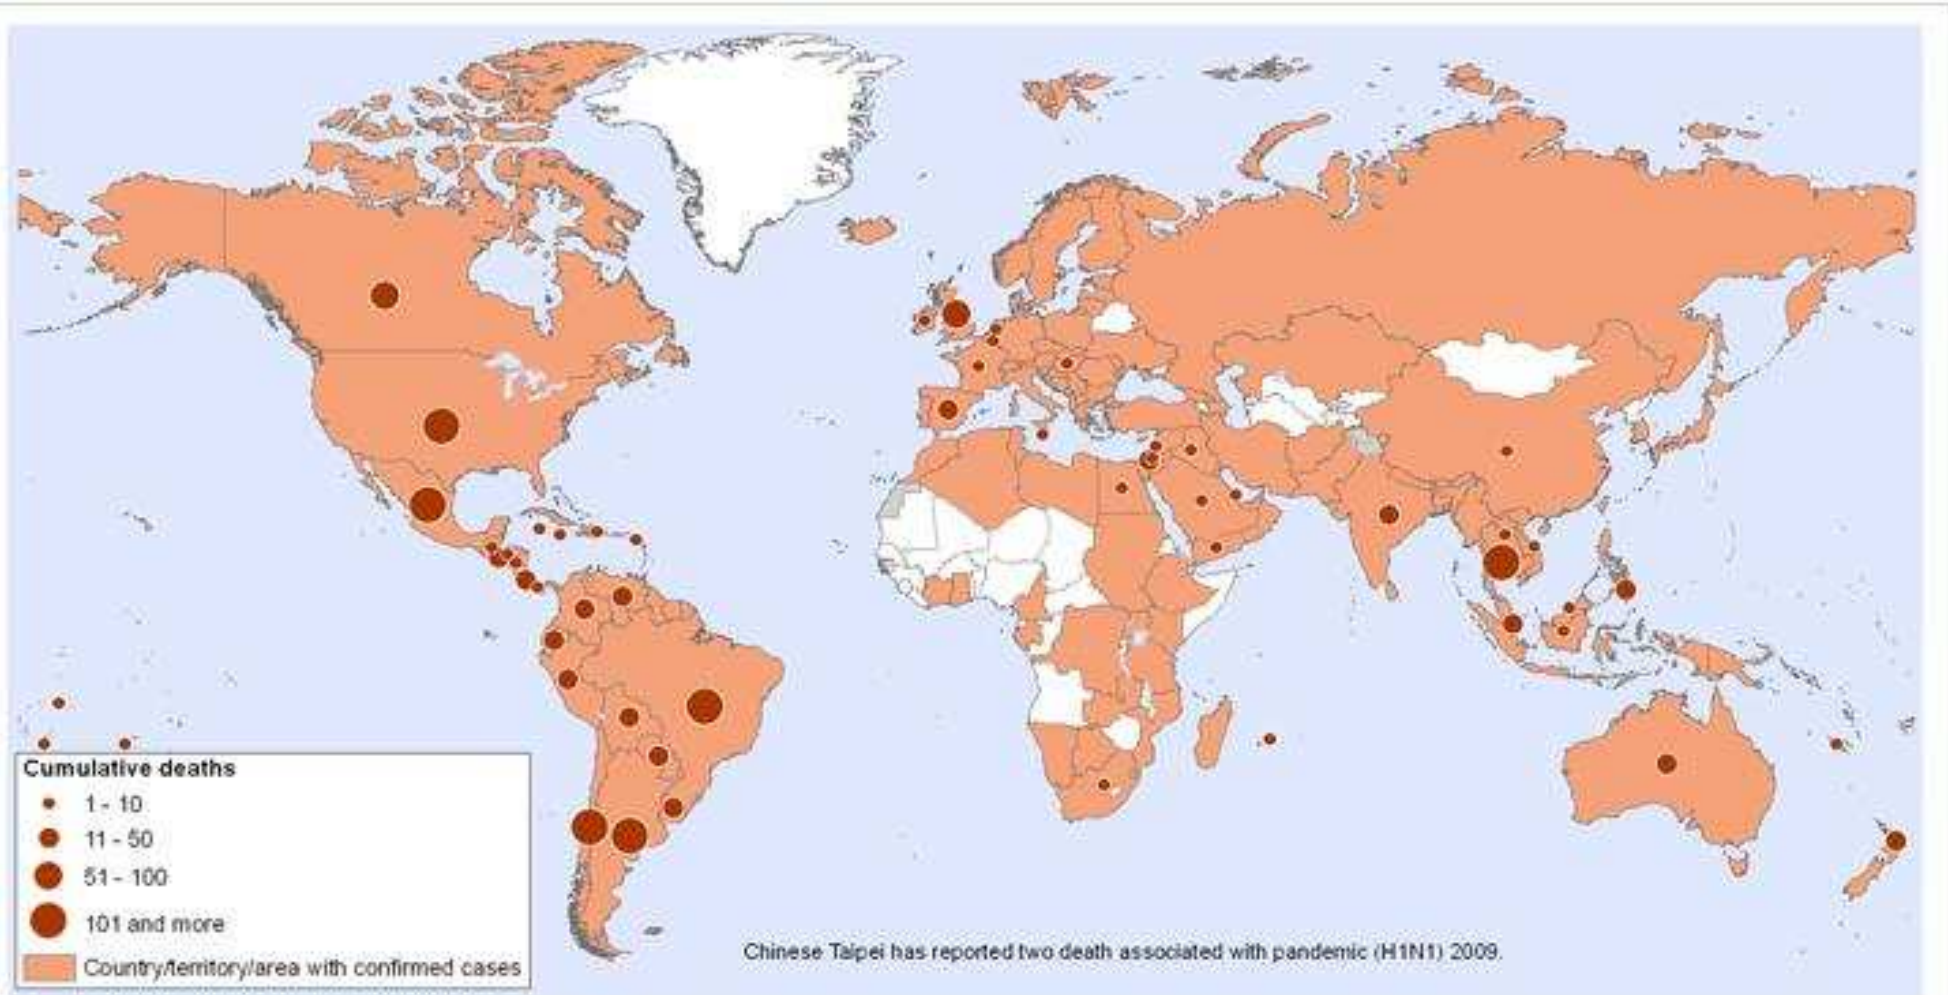 Cumulative deaths
1 - 10
11 - 50
51 - 100
101 and more
Country/territory/area with confirmed cases
Chinese Taipei has reported two death associated with pandemic (H1N1) 2009.